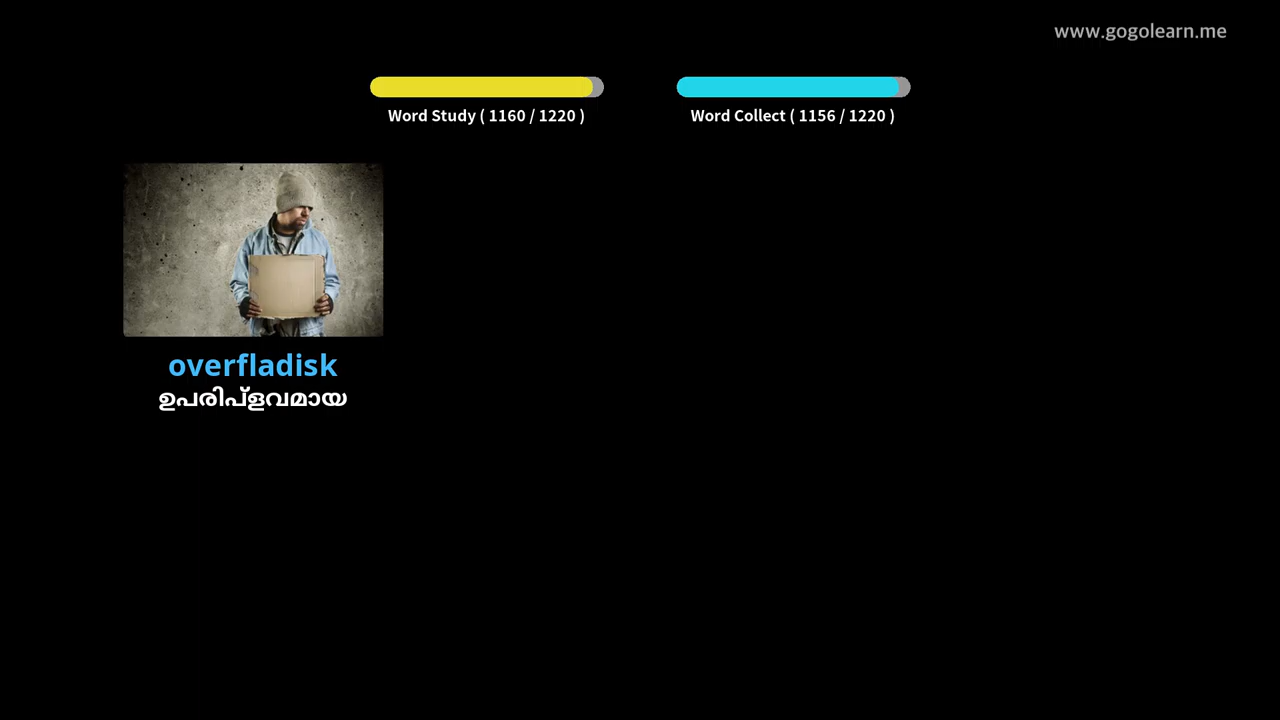 www.gogolearn.me
Word Study ( 1160 / 1220 )
Word Collect ( 1156 / 1220 )
overfladisk
ഉപരിപ്ളവമായ